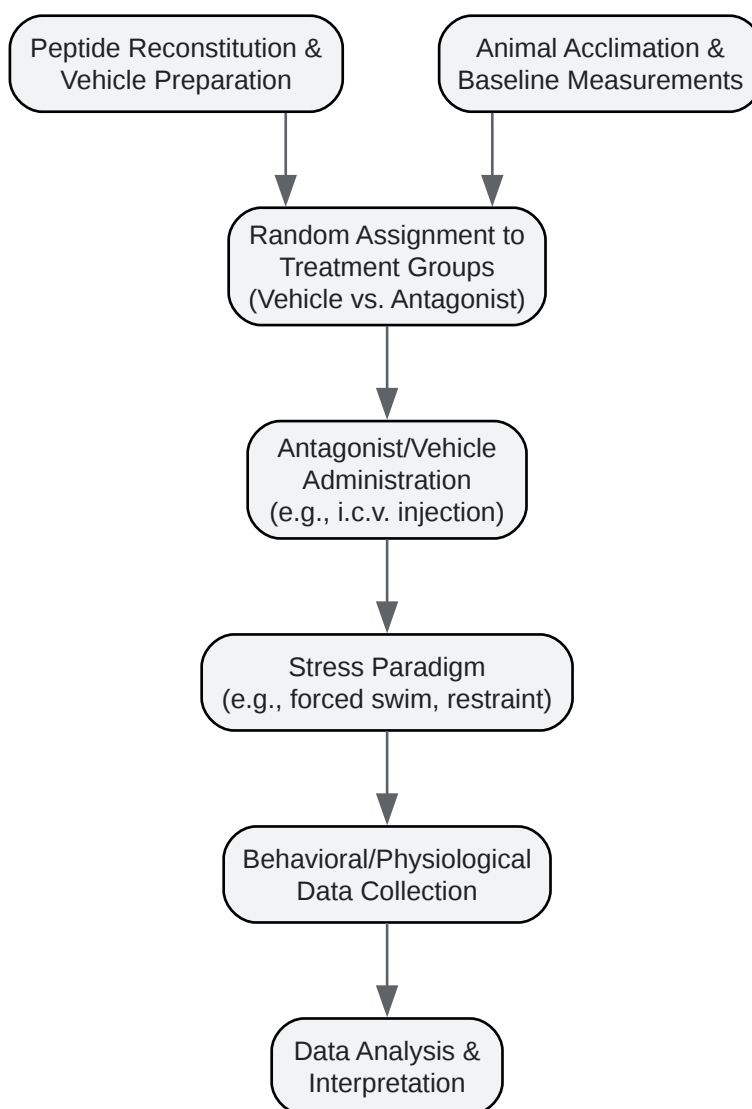 Peptide Reconstitution &
Vehicle Preparation
Animal Acclimation &
Baseline Measurements
Random Assignment to
Treatment Groups
(Vehicle vs. Antagonist)
Antagonist/Vehicle
Administration
(e.g., i.c.v. injection)
Stress Paradigm
(e.g., forced swim, restraint)
Behavioral/Physiological
Data Collection
Data Analysis &
Interpretation